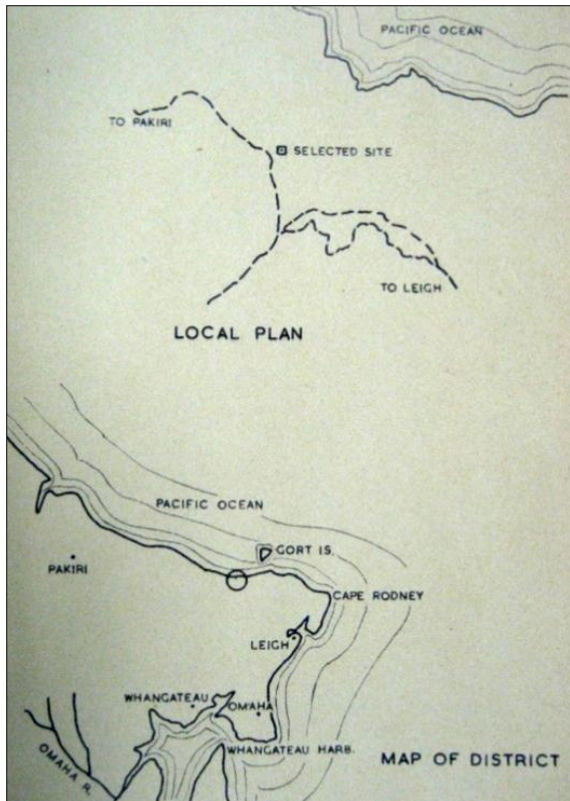 PACIFIC OCEAN
TO PAKIRI
SELECTED SITE
TO LEIGH
LOCAL PLAN
PACIFIC OCEAN
GORT IS.
PAKIRI
CAPE RODNEY
LEIGH
WHANGATEAU
OMAHA
OMAHA R.
WHANGATEAU HARB.
MAP OF DISTRICT